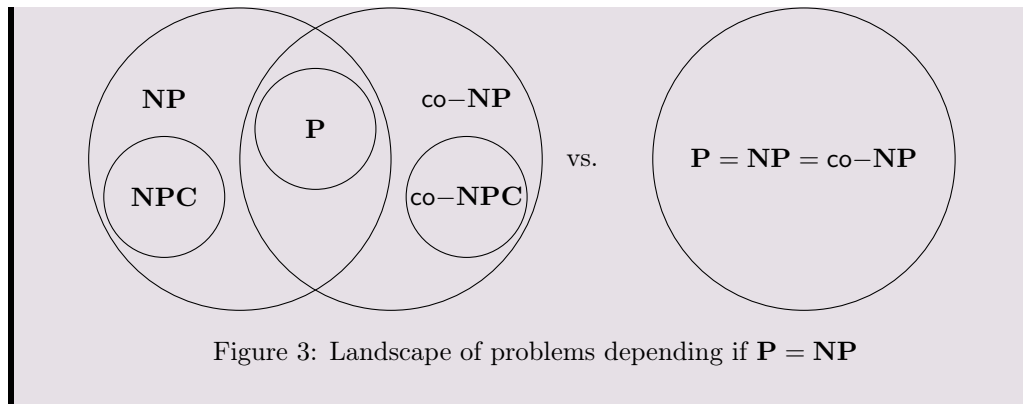 NP
P
co–NP
NPC
co–NPC
vs.
P = NP = co–NP
Figure 3: Landscape of problems depending if P = NP